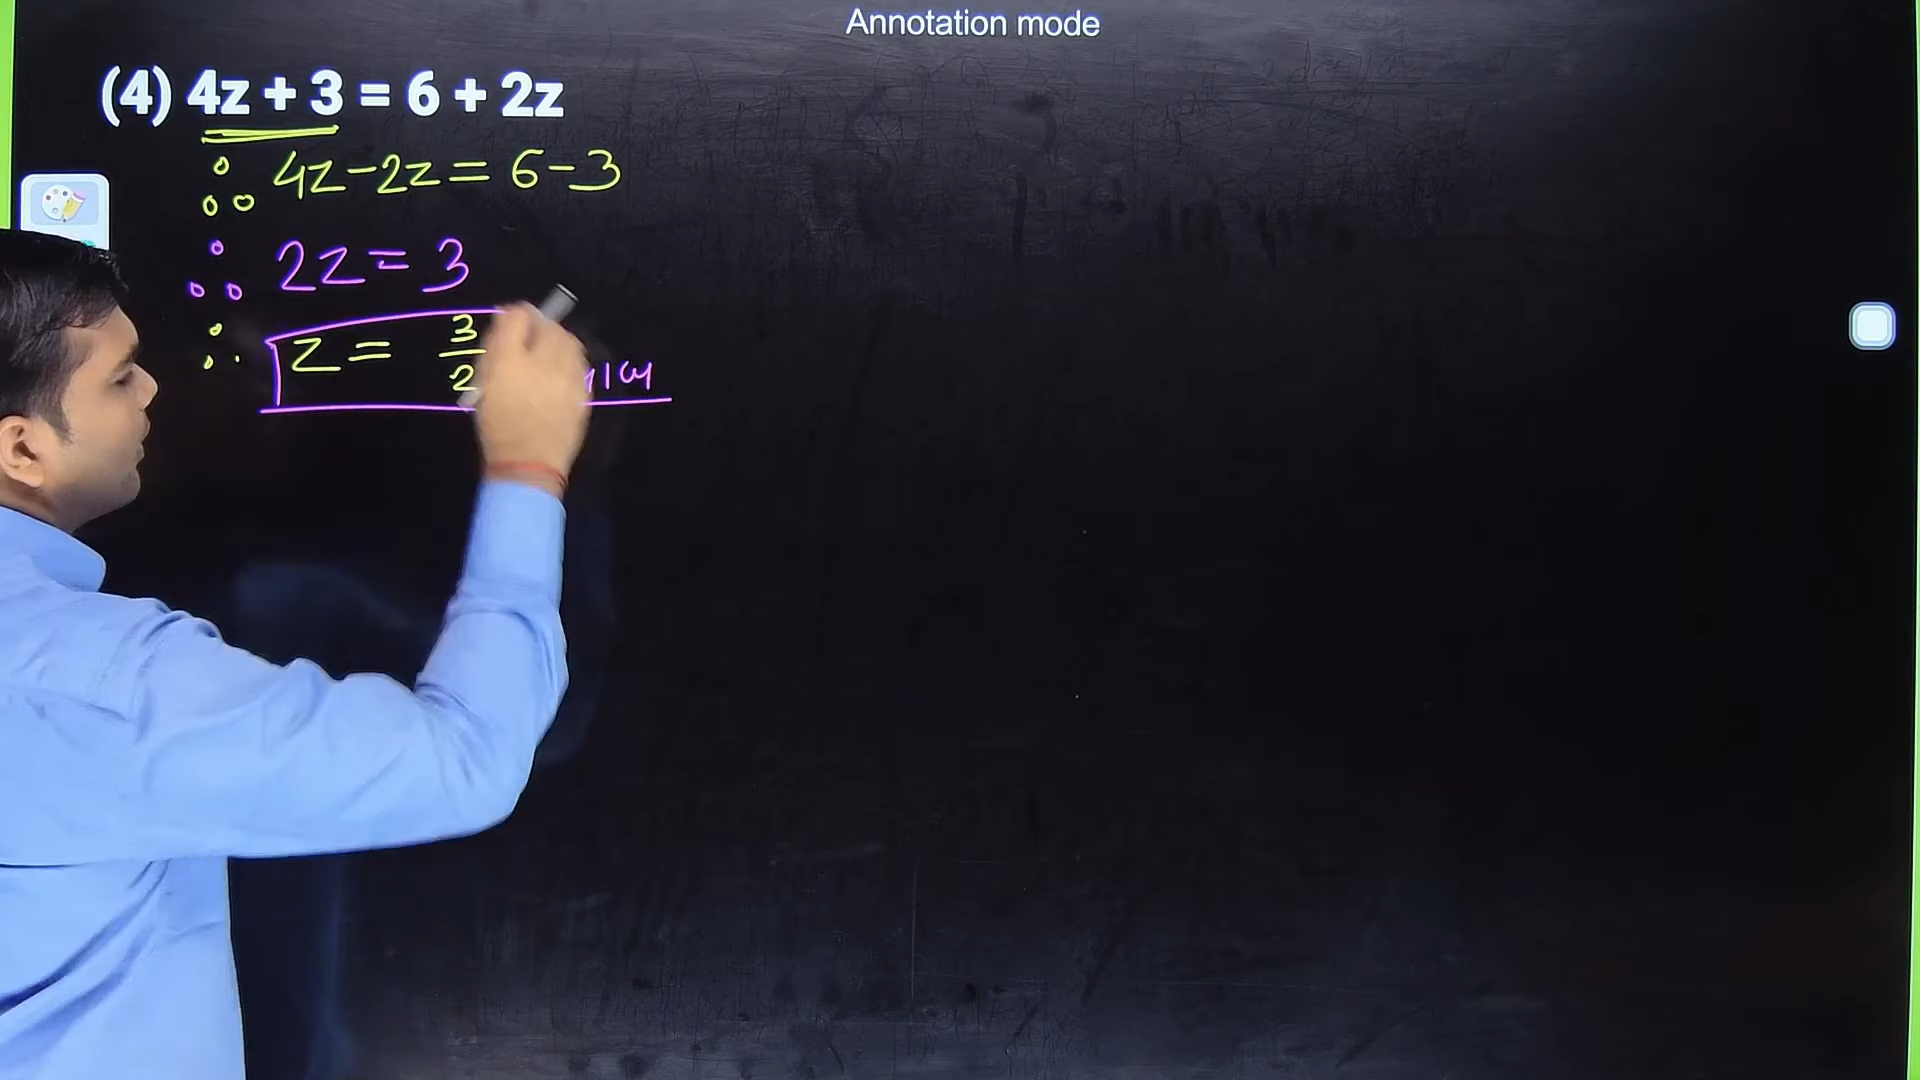 Annotation mode
(4) 4z + 3 = 6 + 2z
∴ 4z-2z = 6-3
∴ 2z = 3
∴ z = 3/2